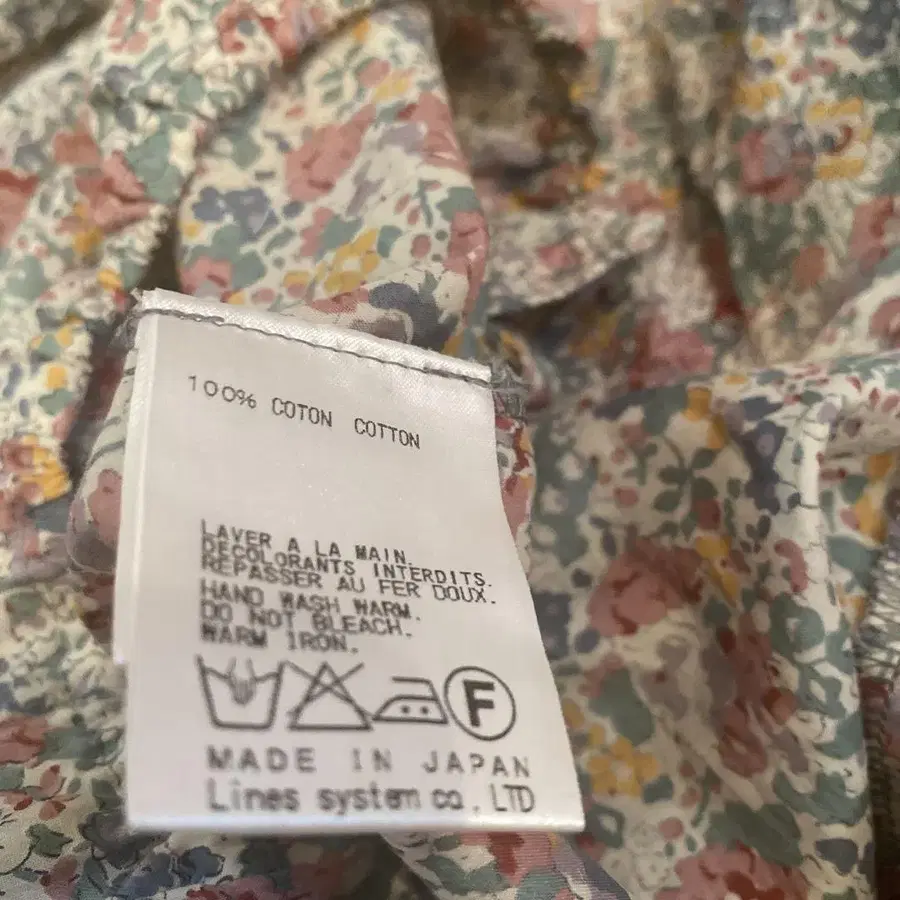 100% COTON COTTON
LAVER A LA MAIN.
DECOLORANTS INTERDITS.
REPASSER AU FER DOUX.
HAND WASH WARM.
DO NOT BLEACH.
WARM IRON.
F
MADE IN JAPAN
Lines system co., LTD